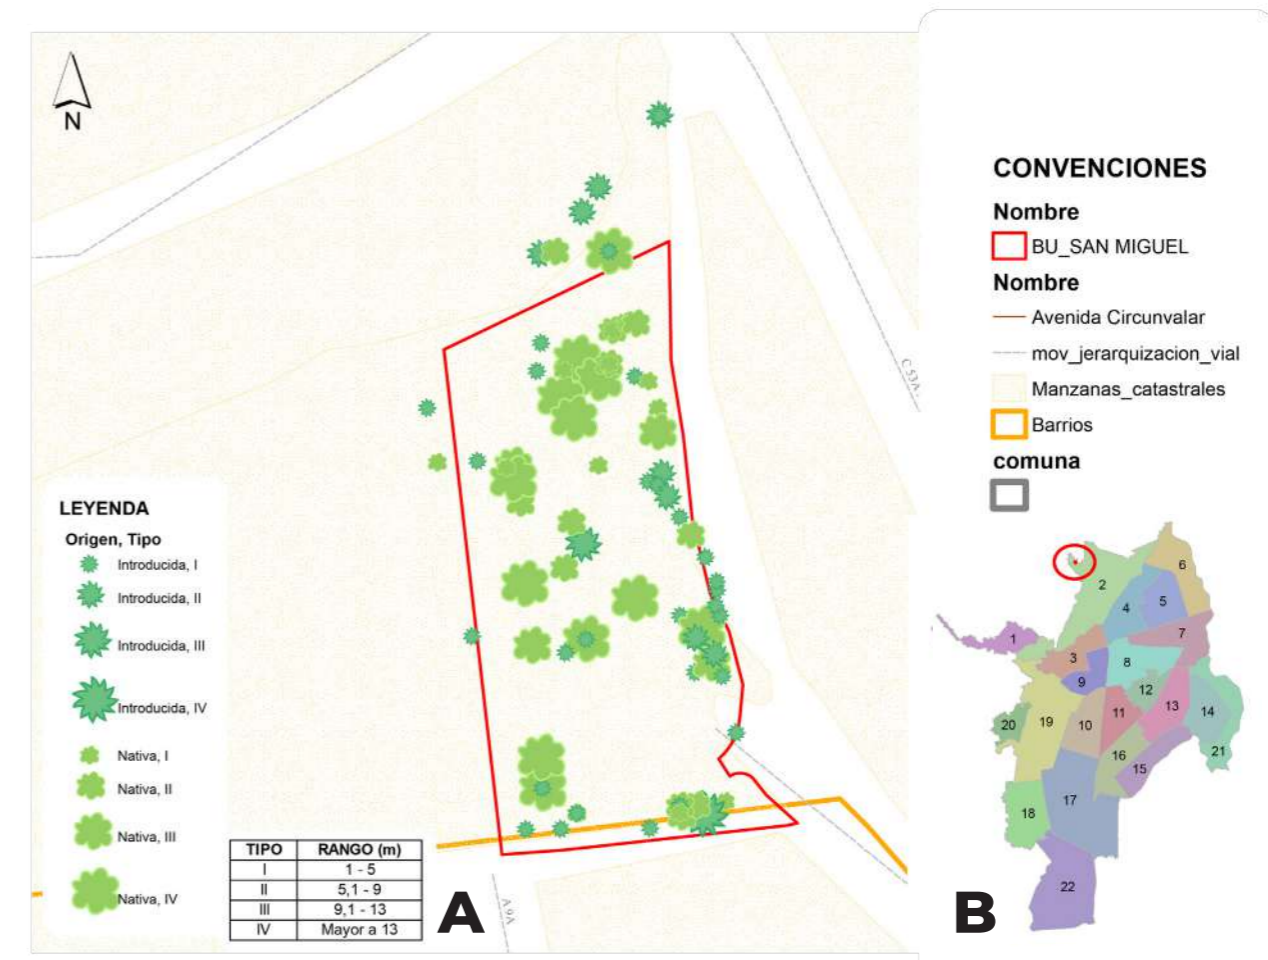 N
C 53A
LEYENDA
Origen, Tipo
Introducida, I
Introducida, II
Introducida, III
Introducida, IV
Nativa, I
Nativa, II
Nativa, III
Nativa, IV
TIPO RANGO (m)
I 1 - 5
II 5,1 - 9
III 9,1 - 13
IV Mayor a 13
A 9A
A
CONVENCIONES
Nombre
BU_SAN MIGUEL
Nombre
Avenida Circunvalar
mov_jerarquizacion_vial
Manzanas_catastrales
Barrios
comuna
6
2
5
4
7
1
3
8
9
12
13
14
11
20
19
10
21
16
15
17
18
22
B